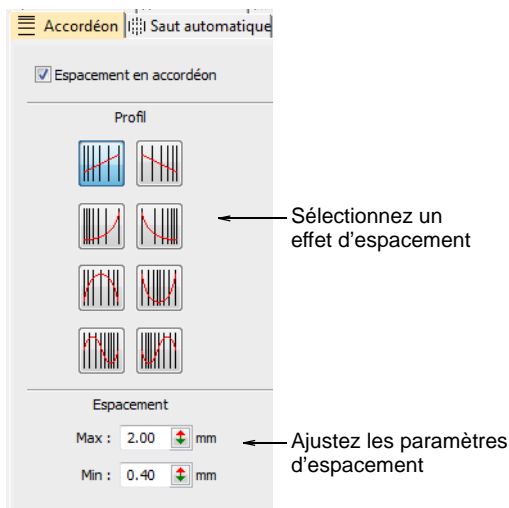 Accordéon Saut automatique
Espacement en accordéon
Profil
Sélectionnez un
effet d'espacement
Espacement
Max : 2.00 mm
Min : 0.40 mm
Ajustez les paramètres
d'espacement